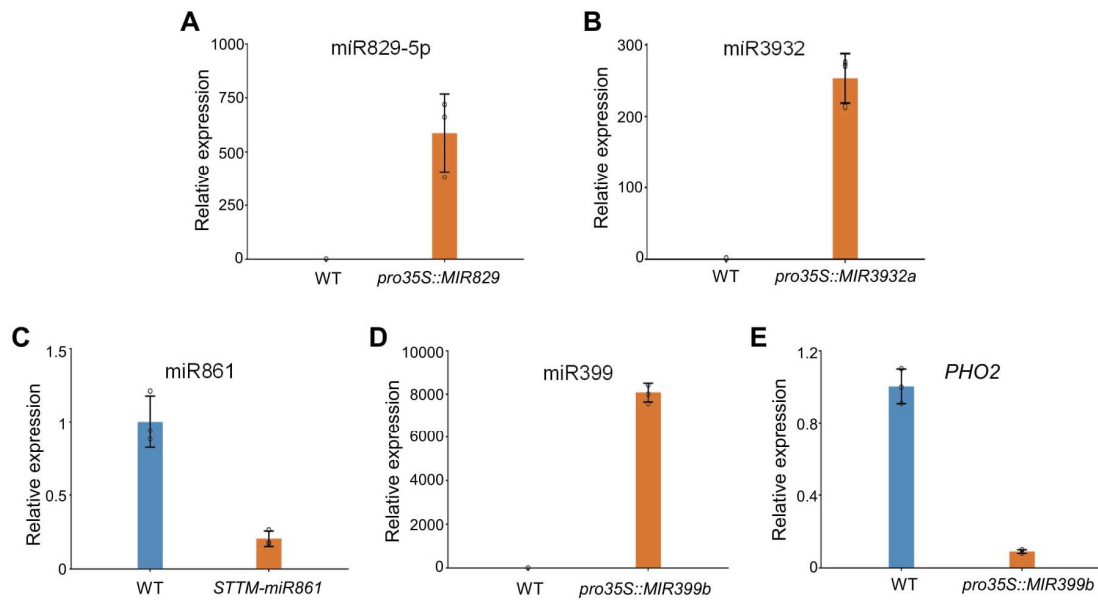 A
miR829-5p
Relative expression
1000
750
500
250
0
WT
pro35S::MIR829
B
miR3932
Relative expression
300
200
100
0
WT
pro35S::MIR3932a
C
miR861
Relative expression
1.5
1
0.5
0
WT
STTM-miR861
D
miR399
Relative expression
10000
8000
6000
4000
2000
0
WT
pro35S::MIR399b
E
PHO2
Relative expression
1.2
0.8
0.4
0
WT
pro35S::MIR399b